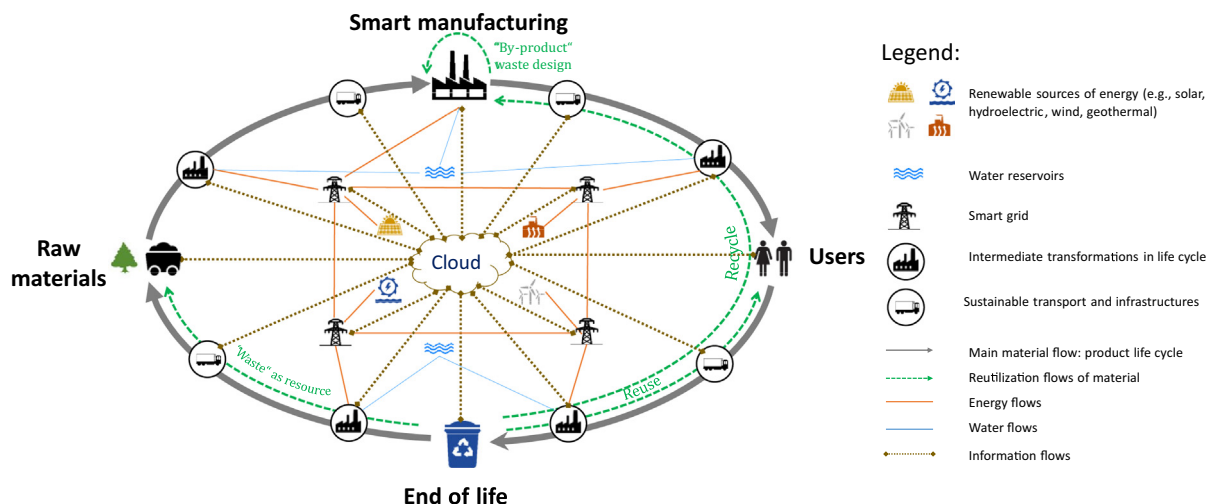 Smart manufacturing
"By-product"
waste design
Raw
materials
Cloud
Recycle
Users
"Waste" as resource
Reuse
End of life
Legend:
Renewable sources of energy (e.g., solar,
hydroelectric, wind, geothermal)
Water reservoirs
Smart grid
Intermediate transformations in life cycle
Sustainable transport and infrastructures
Main material flow: product life cycle
Reutilization flows of material
Energy flows
Water flows
Information flows